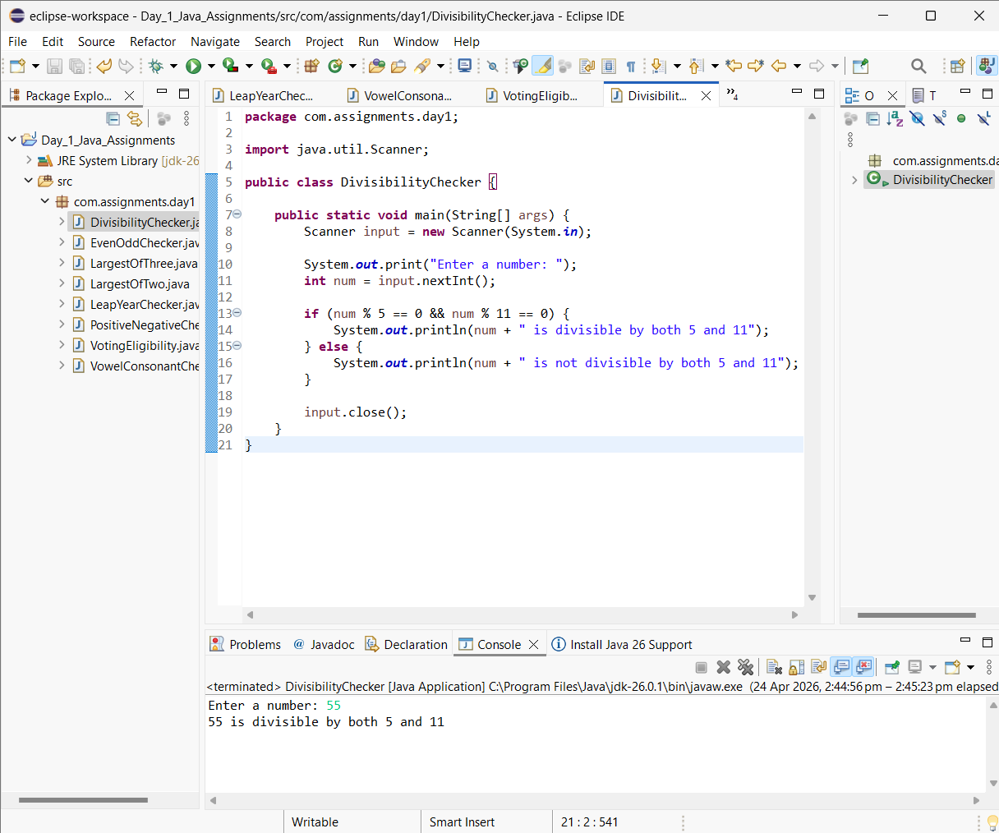 eclipse-workspace - Day_1_Java_Assignments/src/com/assignments/day1/DivisibilityChecker.java - Eclipse IDE
File Edit Source Refactor Navigate Search Project Run Window Help
Package Explo...
Day_1_Java_Assignments
JRE System Library [jdk-26
src
com.assignments.day1
DivisibilityChecker.ja
EvenOddChecker.jav
LargestOfThree.java
LargestOfTwo.java
LeapYearChecker.jav
PositiveNegativeChe
VotingEligibility.java
VowelConsonantChe
LeapYearChec... VowelConsona... VotingEligib... Divisibilit... »4
1 package com.assignments.day1;
2
3 import java.util.Scanner;
4
5 public class DivisibilityChecker {
6
7 public static void main(String[] args) {
8 Scanner input = new Scanner(System.in);
9
10 System.out.print("Enter a number: ");
11 int num = input.nextInt();
12
13 if (num % 5 == 0 && num % 11 == 0) {
14 System.out.println(num + " is divisible by both 5 and 11");
15 } else {
16 System.out.println(num + " is not divisible by both 5 and 11");
17 }
18
19 input.close();
20 }
21 }
O T
com.assignments.da
DivisibilityChecker
Problems @ Javadoc Declaration Console Install Java 26 Support
<terminated> DivisibilityChecker [Java Application] C:\Program Files\Java\jdk-26.0.1\bin\javaw.exe (24 Apr 2026, 2:44:56 pm – 2:45:23 pm elapsed
Enter a number: 55
55 is divisible by both 5 and 11
Writable Smart Insert 21 : 2 : 541